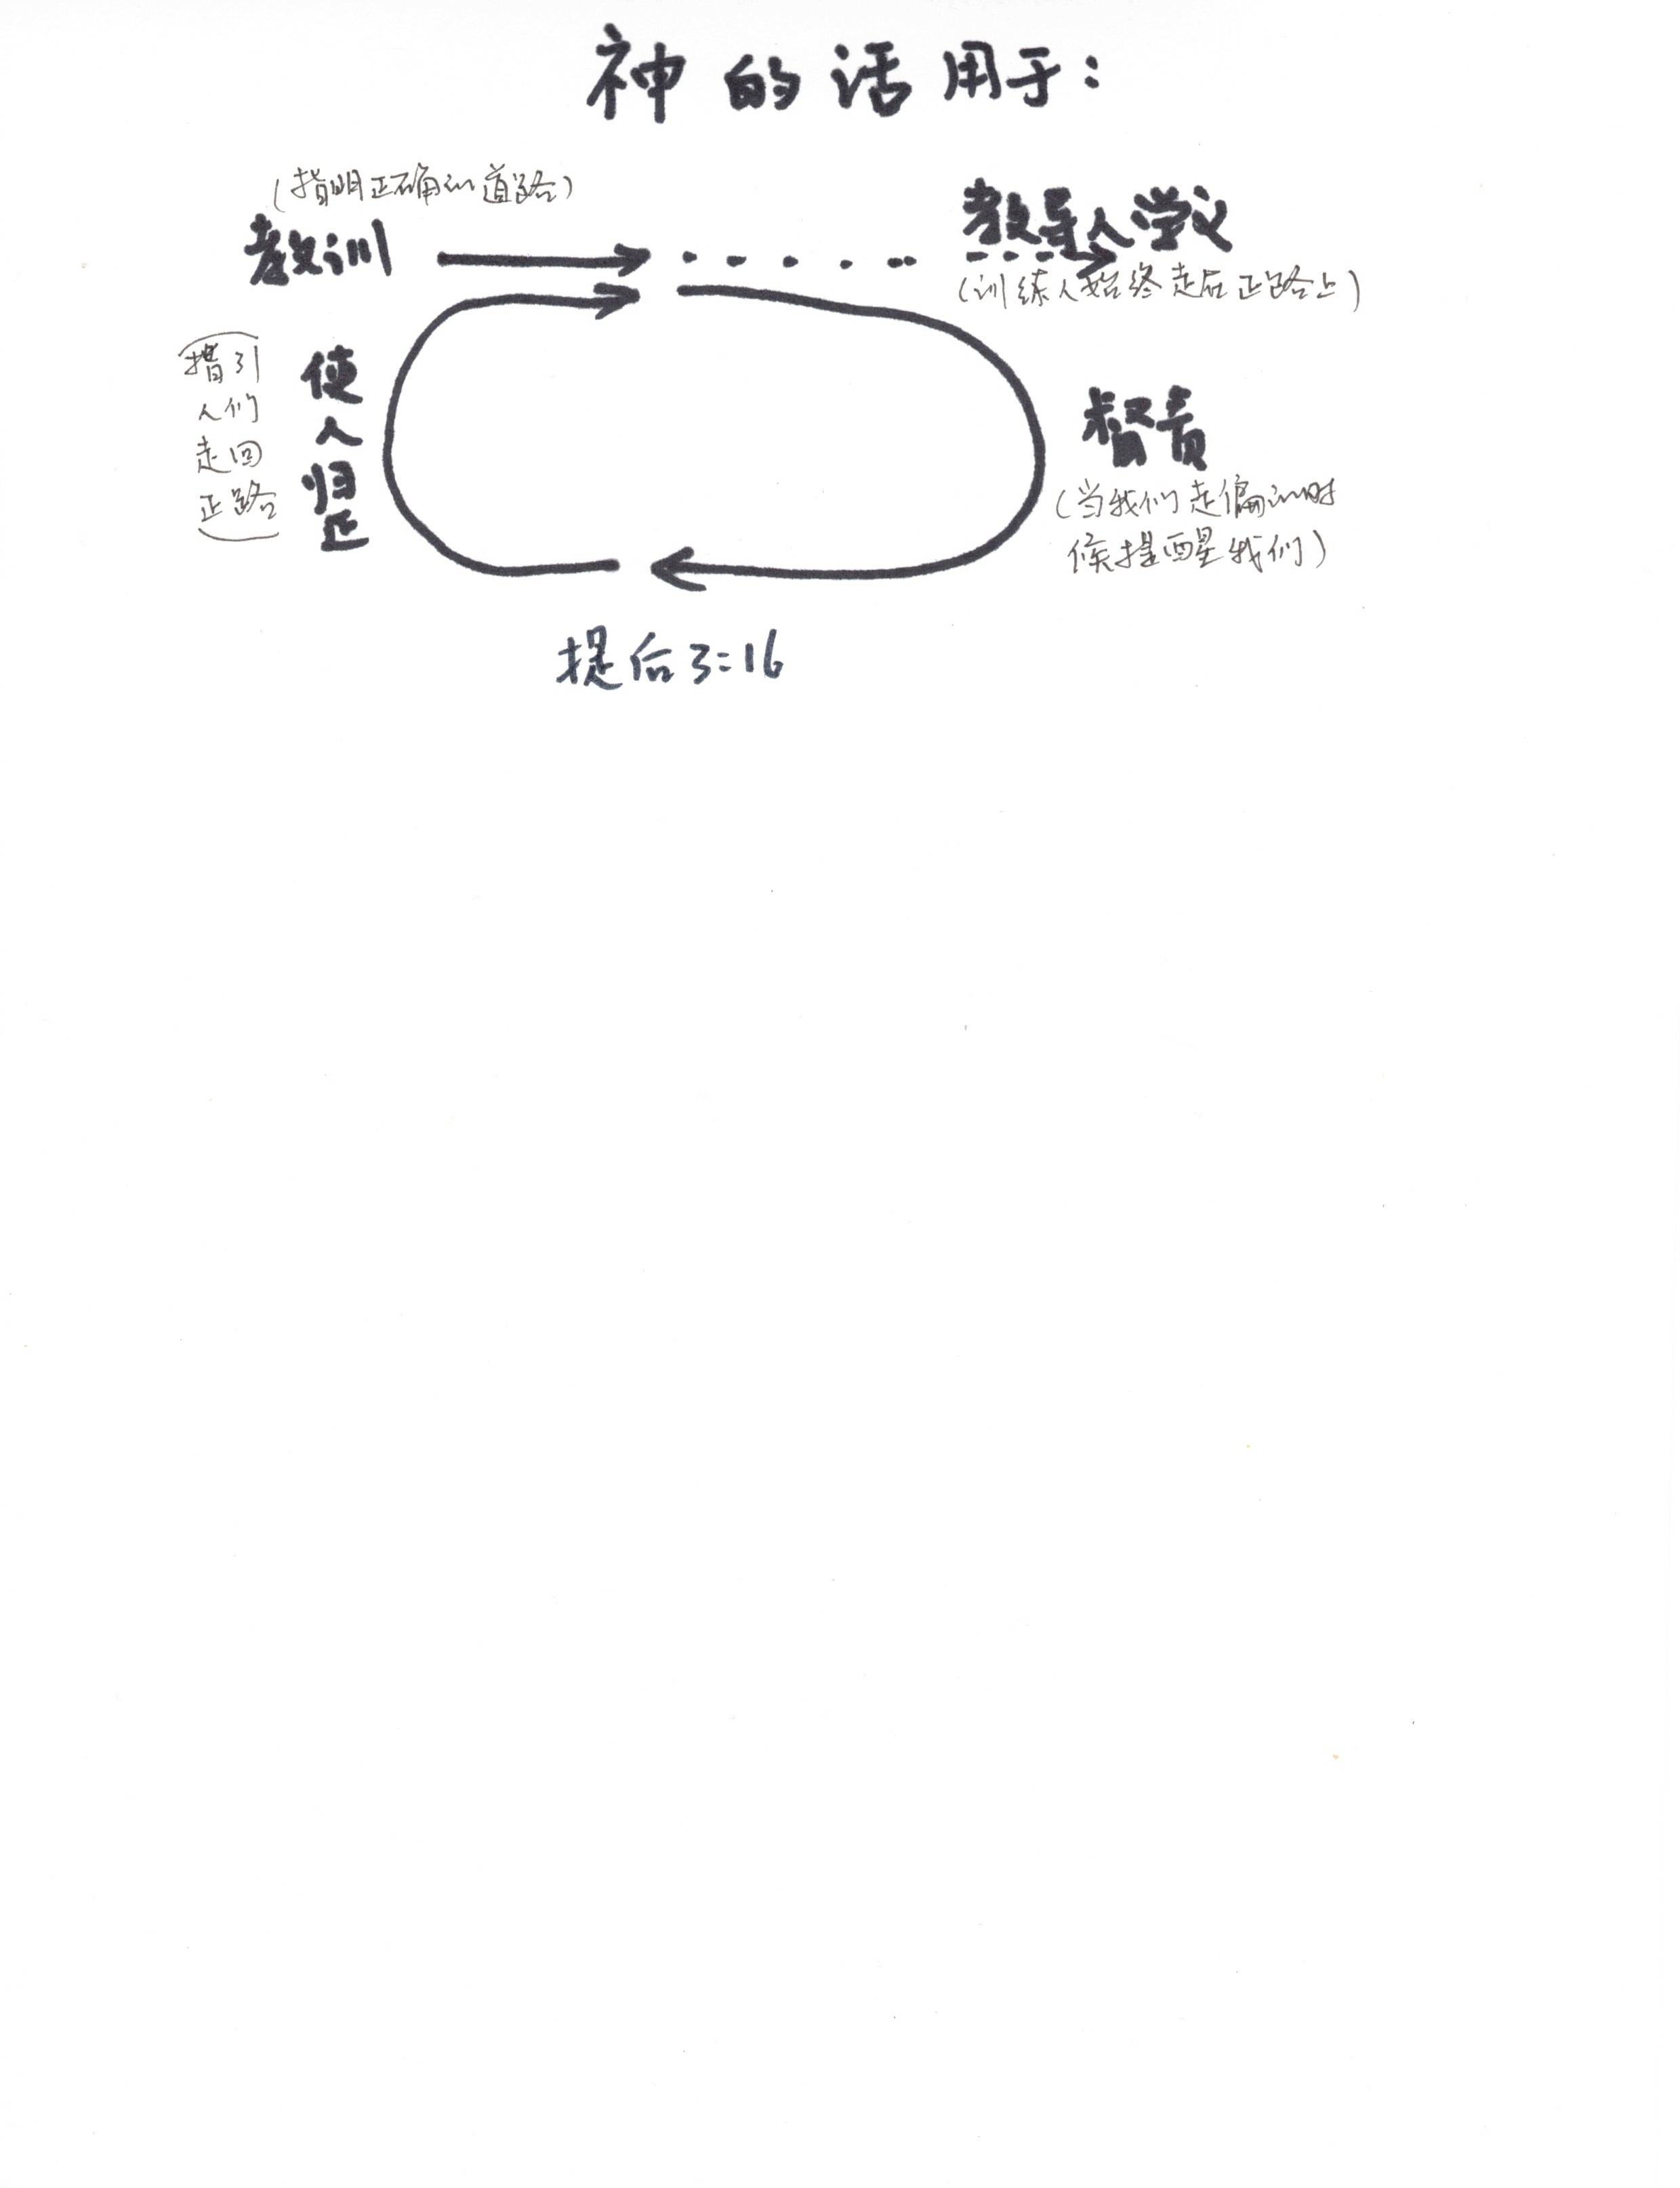 神的话用于：
（指明正确的道路）
教训
教导人学义
（训练人始终走在正路上）
使人归正
（指引
人们
走回
正路）
督责
（当我们走偏的时
候提醒我们）
提后3:16